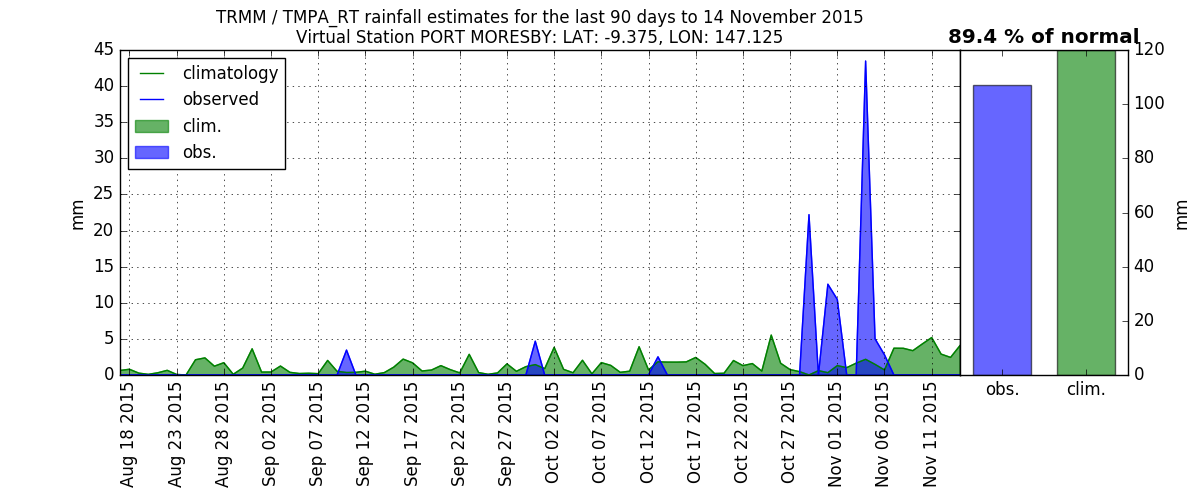 TRMM / TMPA_RT rainfall estimates for the last 90 days to 14 November 2015
Virtual Station PORT MORESBY: LAT: -9.375, LON: 147.125
89.4 % of normal
climatology
observed
clim.
obs.
mm
45
40
35
30
25
20
15
10
5
0
Aug 18 2015
Aug 23 2015
Aug 28 2015
Sep 02 2015
Sep 07 2015
Sep 12 2015
Sep 17 2015
Sep 22 2015
Sep 27 2015
Oct 02 2015
Oct 07 2015
Oct 12 2015
Oct 17 2015
Oct 22 2015
Oct 27 2015
Nov 01 2015
Nov 06 2015
Nov 11 2015
120
100
80
60
40
20
0
mm
obs.
clim.